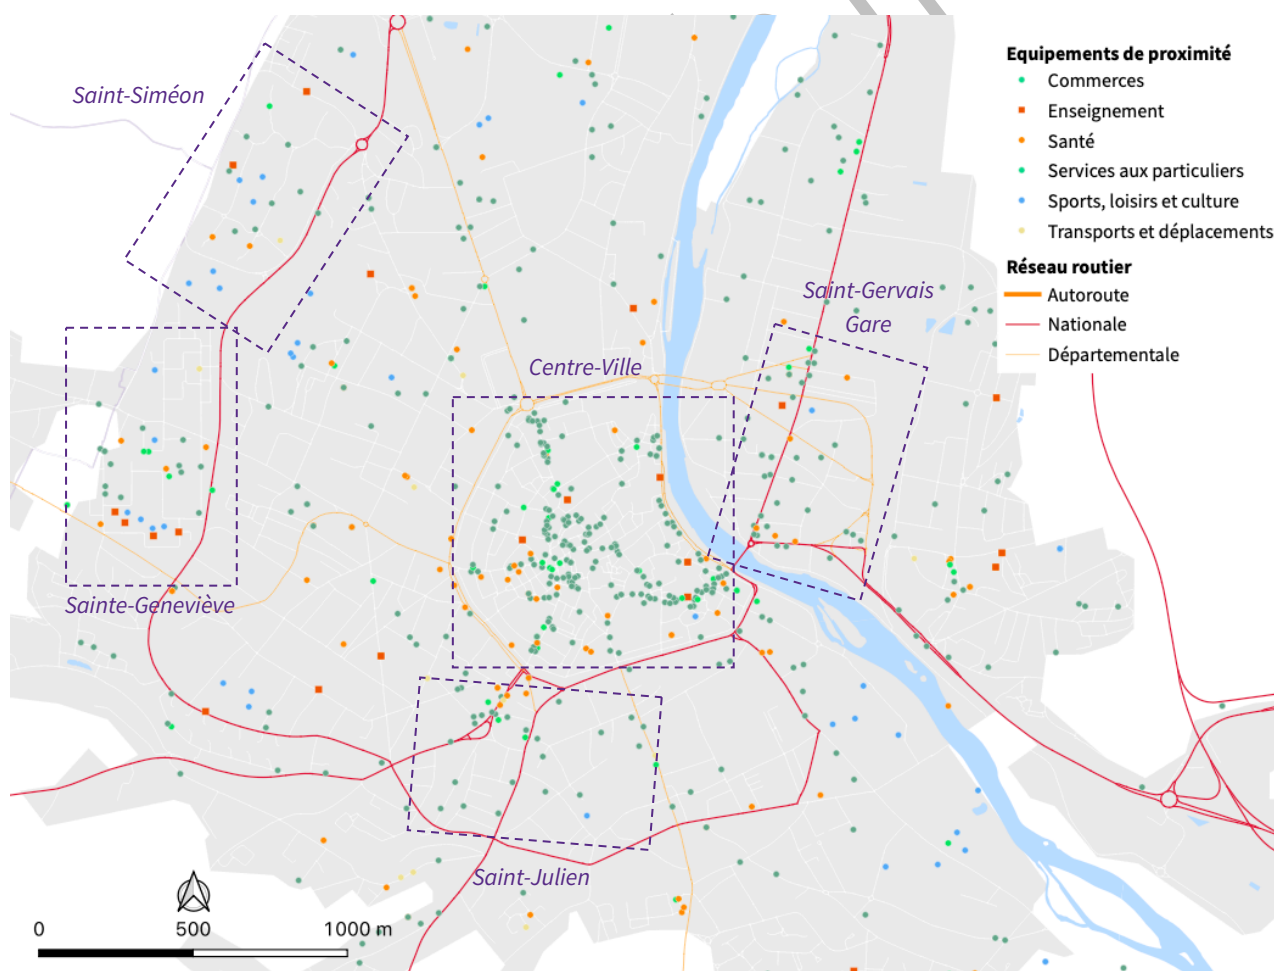 Saint-Siméon
Saint-Gervais
Gare
Centre-Ville
Sainte-Geneviève
Saint-Julien
Equipements de proximité
Commerces
Enseignement
Santé
Services aux particuliers
Sports, loisirs et culture
Transports et déplacements
Réseau routier
Autoroute
Nationale
Départementale
0 500 1000 m